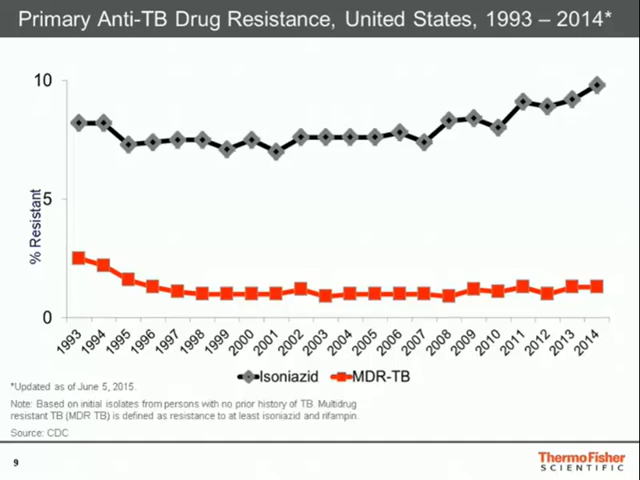 Primary Anti-TB Drug Resistance, United States, 1993 – 2014*
10
5
0
% Resistant
1993 1994 1995 1996 1997 1998 1999 2000 2001 2002 2003 2004 2005 2006 2007 2008 2009 2010 2011 2012 2013 2014
Isoniazid MDR-TB
*Updated as of June 5, 2015.
Note: Based on initial isolates from persons with no prior history of TB. Multidrug
resistant TB (MDR TB) is defined as resistance to at least isoniazid and rifampin.
Source: CDC
9
ThermoFisher
SCIENTIFIC